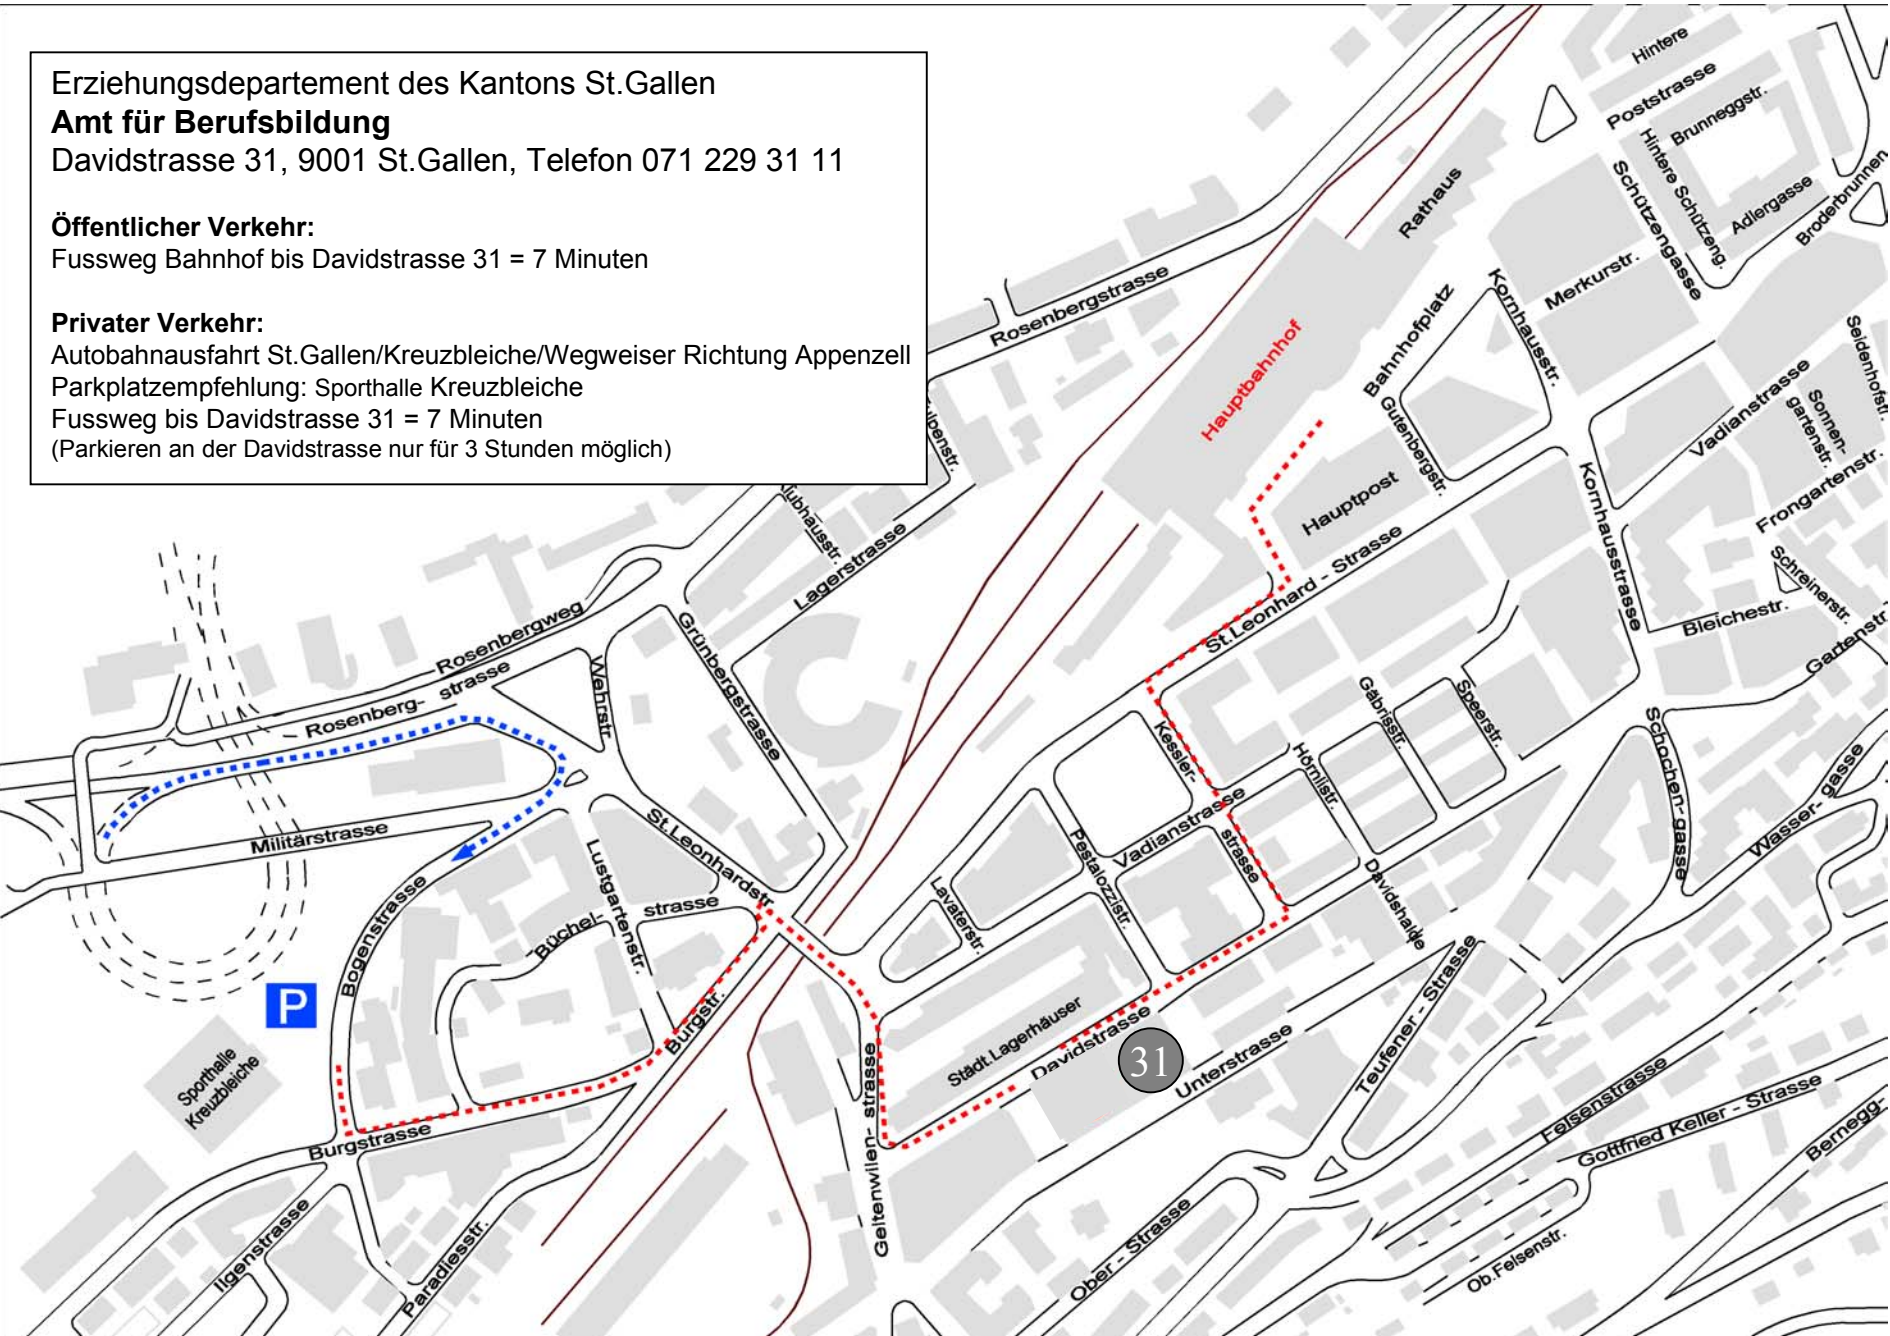 Erziehungsdepartement des Kantons St.Gallen
Amt für Berufsbildung
Davidstrasse 31, 9001 St.Gallen, Telefon 071 229 31 11
Öffentlicher Verkehr:
Fussweg Bahnhof bis Davidstrasse 31 = 7 Minuten
Privater Verkehr:
Autobahnausfahrt St.Gallen/Kreuzbleiche/Wegweiser Richtung Appenzell
Parkplatzempfehlung: Sporthalle Kreuzbleiche
Fussweg bis Davidstrasse 31 = 7 Minuten
(Parkieren an der Davidstrasse nur für 3 Stunden möglich)
Hintere
Poststrasse
Brunneggstr.
Hintere Schützeng.
Adlergasse
Broderbrunnen
Schützengasse
Rathaus
Merkurstr.
Kornhausstr.
Bahnhofplatz
Rosenbergstrasse
Hauptbahnhof
Gutenbergstr.
Hauptpost
Seidenhofstr.
Vadianstrasse
Sonnen-
gartenstr.
Frongartenstr.
Kornhausstrasse
Schreinerstr.
Bleichestr.
Gartenstr.
Lagerstrasse
St.Leonhard - Strasse
Rosenbergweg
Rosenberg-
strasse
Wehrstr.
Grünbergstrasse
Militärstrasse
St.Leonhardstr.
Lustgartenstr.
Büchel-
strasse
Bogenstrasse
Burgstr.
Burgstrasse
P
Sporthalle
Kreuzbleiche
Ilgenstrasse
Paradiesstr.
Kessler-
strasse
Vadianstrasse
Pestalozzistr.
Lavaterstr.
Hörnlistr.
Gäbrisstr.
Speerstr.
Davidshalde
Schochen-gasse
Wasser- gasse
Städt.Lagerhäuser
Davidstrasse
31
Unterstrasse
Teufener - Strasse
Geltenwilen- strasse
Ober - Strasse
Felsenstrasse
Gottfried Keller - Strasse
Bernegg-
Ob.Felsenstr.